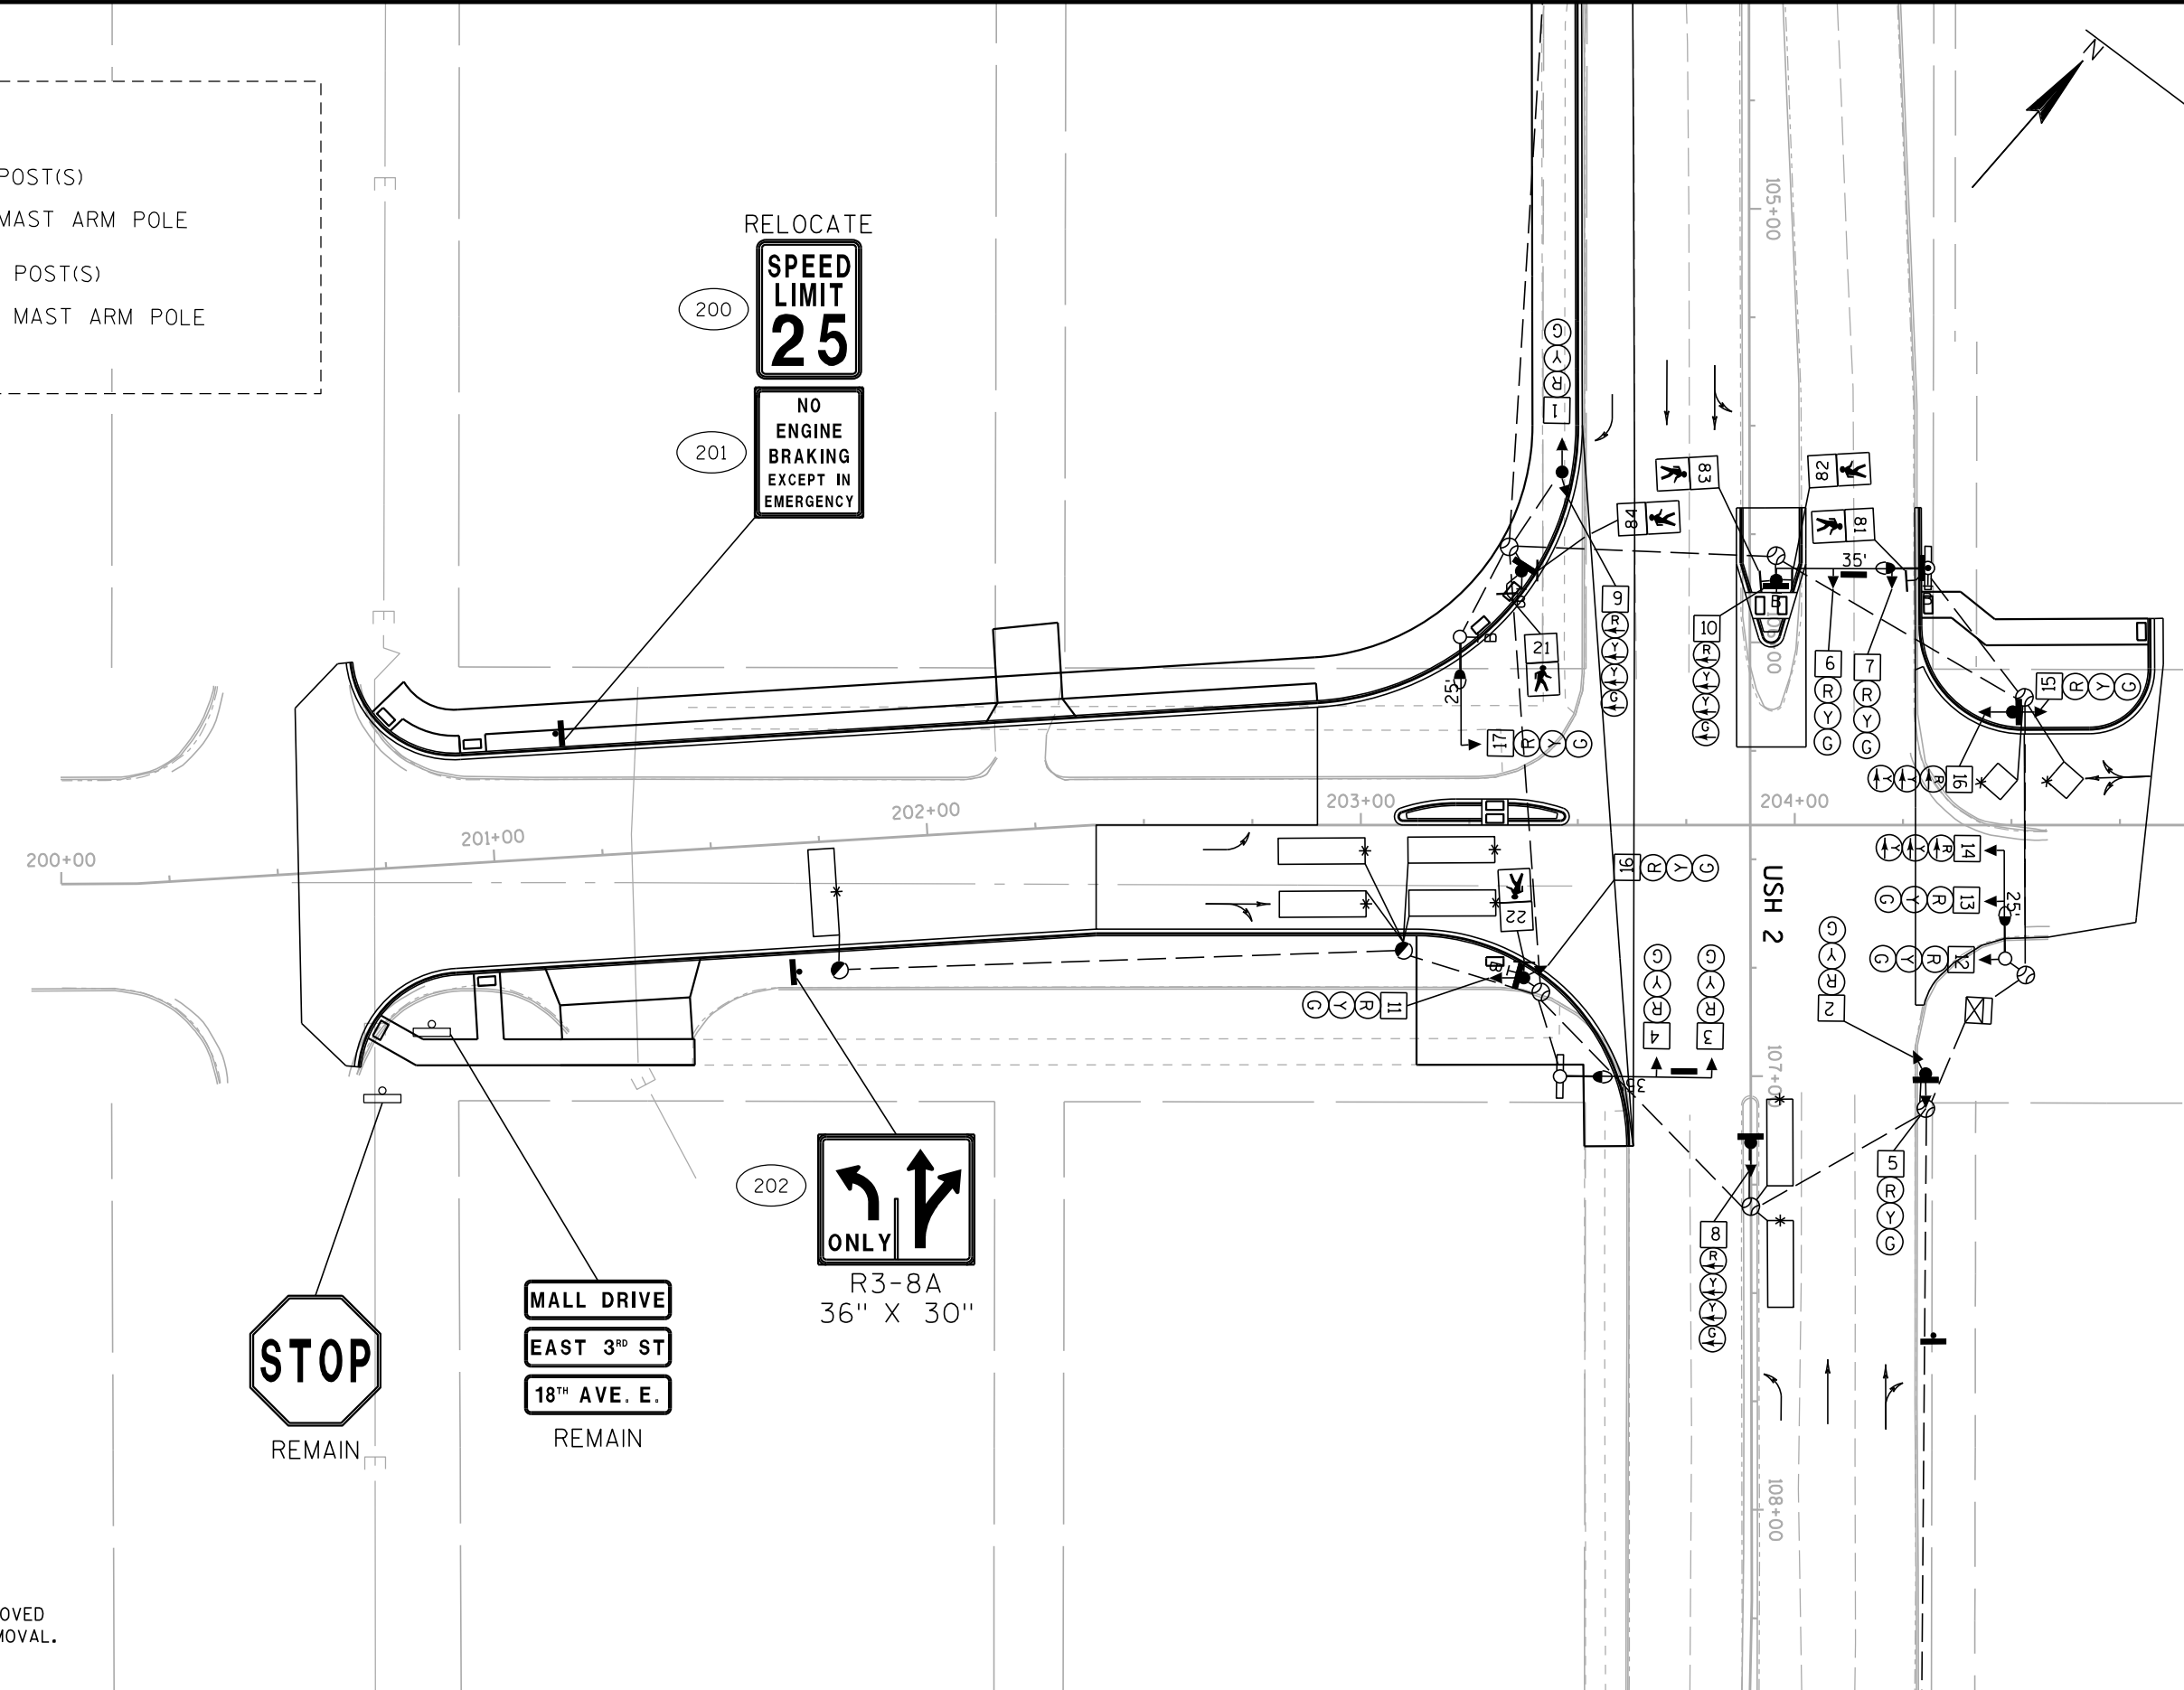 POST(S)
MAST ARM POLE
POST(S)
MAST ARM POLE
N
RELOCATE
SPEED
LIMIT
25
200
NO
ENGINE
BRAKING
EXCEPT IN
EMERGENCY
201
E
E
105+00
G
Y
R
1
83
82
84
81
35'
9
R
Y
Y
G
10
R
Y
Y
G
B
106+00
6
R
Y
G
7
R
Y
G
B
B
21
25'
17 R Y G
15 R Y G
Y Y R 16
200+00
201+00
202+00
203+00
204+00
USH 2
16 R Y G
22
Y Y R 14
G Y R 13
25'
G Y R 12
G Y R 11
B
G
Y
R
4
G
Y
R
3
G
Y
R
2
35'
107+00
E
8
R
Y
Y
G
5
R
Y
G
202
ONLY
R3-8A
36" X 30"
STOP
REMAIN
MALL DRIVE
EAST 3RD ST
18TH AVE. E.
REMAIN
E
108+00
OVED
MOVAL.